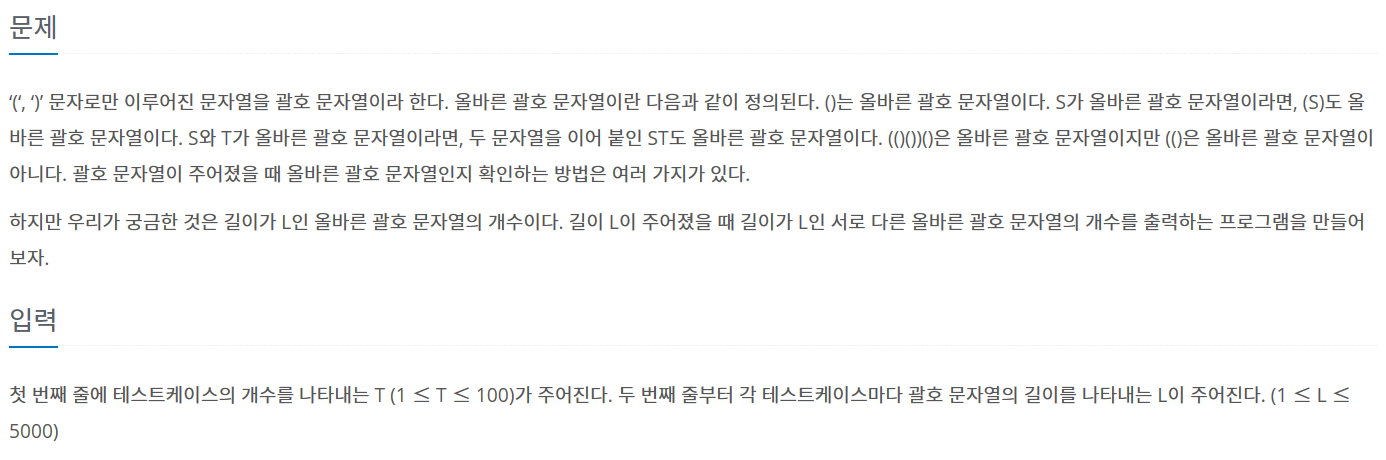 문제
‘(‘, ‘)’ 문자로만 이루어진 문자열을 괄호 문자열이라 한다. 올바른 괄호 문자열이란 다음과 같이 정의된다. ()는 올바른 괄호 문자열이다. S가 올바른 괄호 문자열이라면, (S)도 올
바른 괄호 문자열이다. S와 T가 올바른 괄호 문자열이라면, 두 문자열을 이어 붙인 ST도 올바른 괄호 문자열이다. (()())()은 올바른 괄호 문자열이지만 (()은 올바른 괄호 문자열이
아니다. 괄호 문자열이 주어졌을 때 올바른 괄호 문자열인지 확인하는 방법은 여러 가지가 있다.
하지만 우리가 궁금한 것은 길이가 L인 올바른 괄호 문자열의 개수이다. 길이 L이 주어졌을 때 길이가 L인 서로 다른 올바른 괄호 문자열의 개수를 출력하는 프로그램을 만들어
보자.
입력
첫 번째 줄에 테스트케이스의 개수를 나타내는 T (1 ≤ T ≤ 100)가 주어진다. 두 번째 줄부터 각 테스트케이스마다 괄호 문자열의 길이를 나타내는 L이 주어진다. (1 ≤ L ≤
5000)